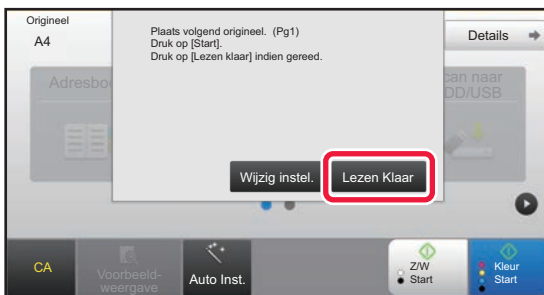 Origineel
A4
Plaats volgend origineel. (Pg1)
Druk op [Start].
Druk op [Lezen klaar] indien gereed.
Details
Adresbo
can naar
DD/USB
Wijzig instel.
Lezen Klaar
CA
Voorbeeld-
weergave
Auto Inst.
Z/W
Start
Kleur
Start